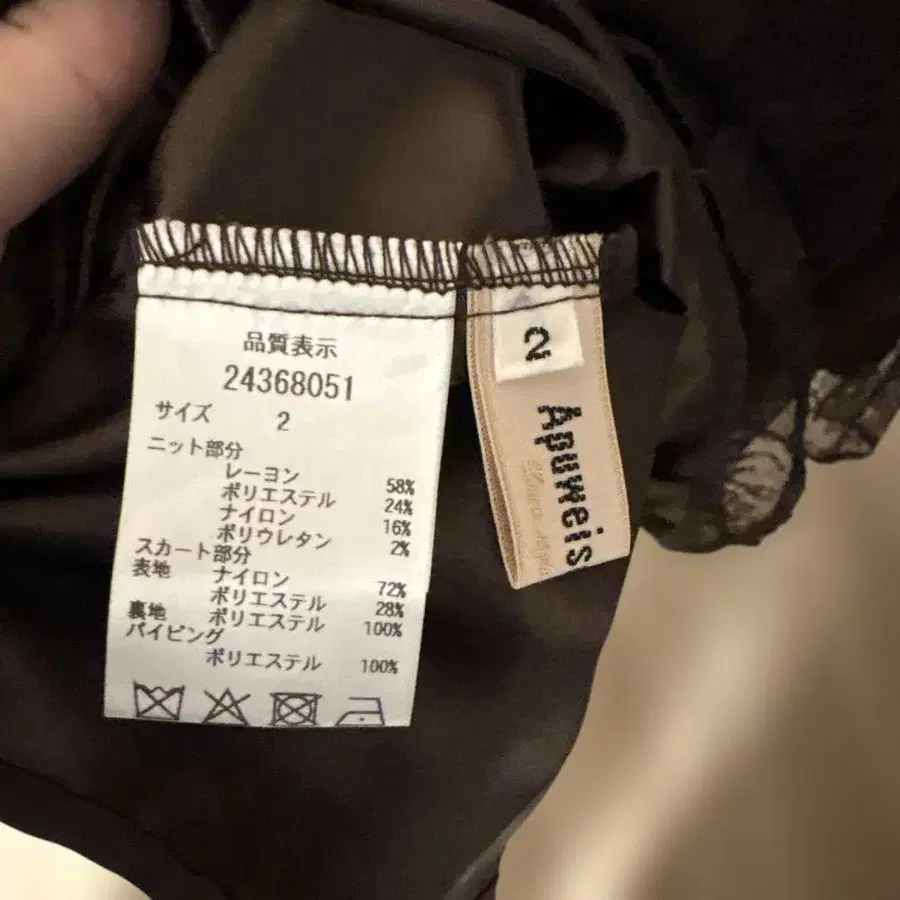 品質表示
24368051
サイズ 2
ニット部分
レーヨン 58%
ポリエステル 24%
ナイロン 16%
ポリウレタン 2%
スカート部分
表地 ナイロン 72%
ポリエステル 28%
裏地 ポリエステル 100%
パイピング
ポリエステル 100%
2
Apuweis